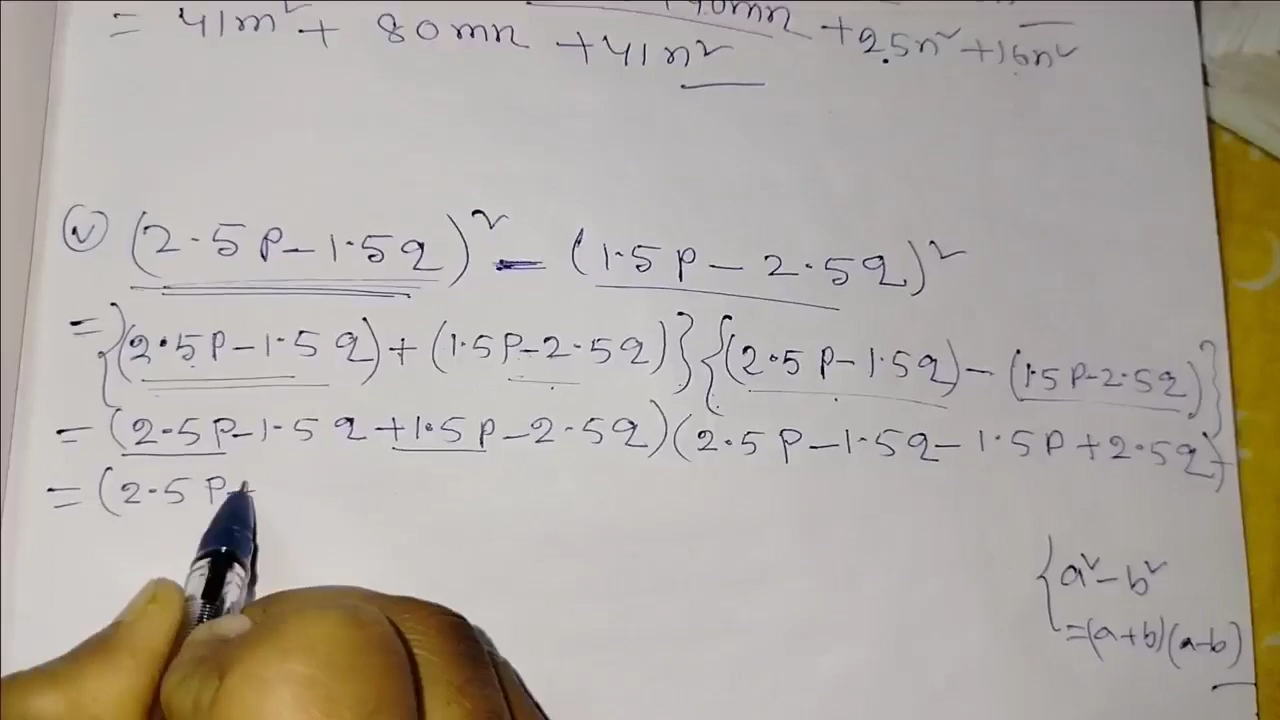 = 41m² + 80mn + 41n² + 25n² + 16n²
(v) (2.5p - 1.5q)² - (1.5p - 2.5q)²
= {(2.5p - 1.5q) + (1.5p - 2.5q)} {(2.5p - 1.5q) - (1.5p - 2.5q)}
= (2.5p - 1.5q + 1.5p - 2.5q) (2.5p - 1.5q - 1.5p + 2.5q)
= (2.5p +
{a² - b²
= (a+b)(a-b)